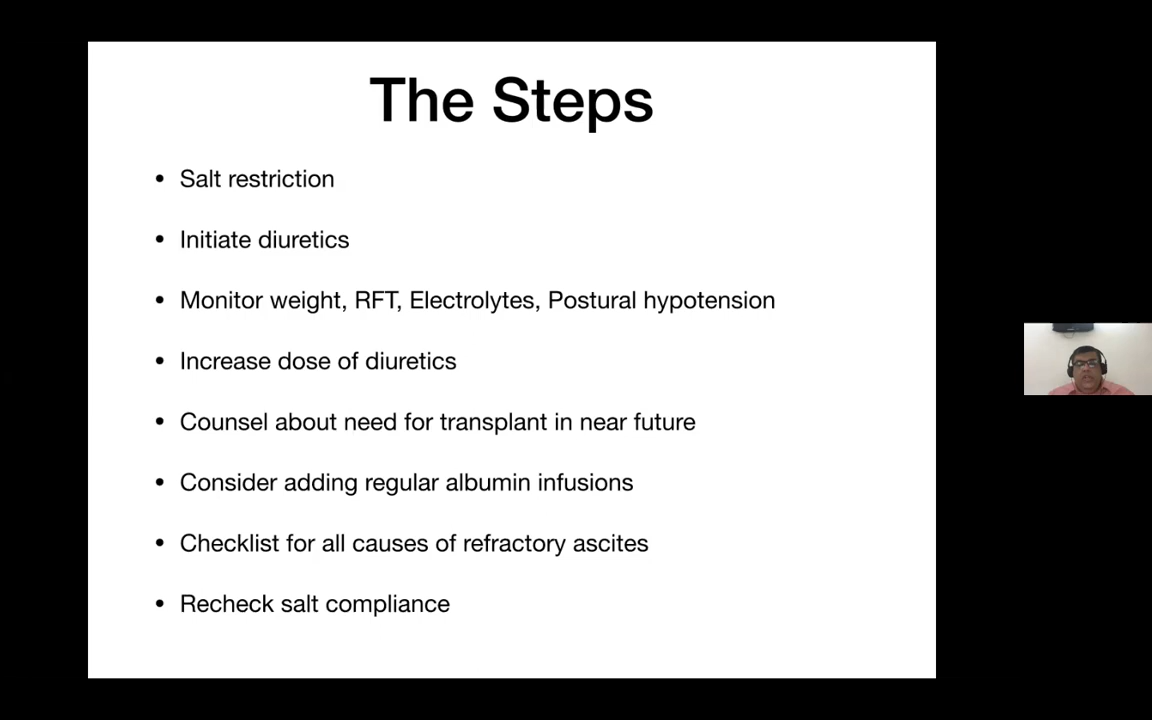 The Steps
• Salt restriction
• Initiate diuretics
• Monitor weight, RFT, Electrolytes, Postural hypotension
• Increase dose of diuretics
• Counsel about need for transplant in near future
• Consider adding regular albumin infusions
• Checklist for all causes of refractory ascites
• Recheck salt compliance